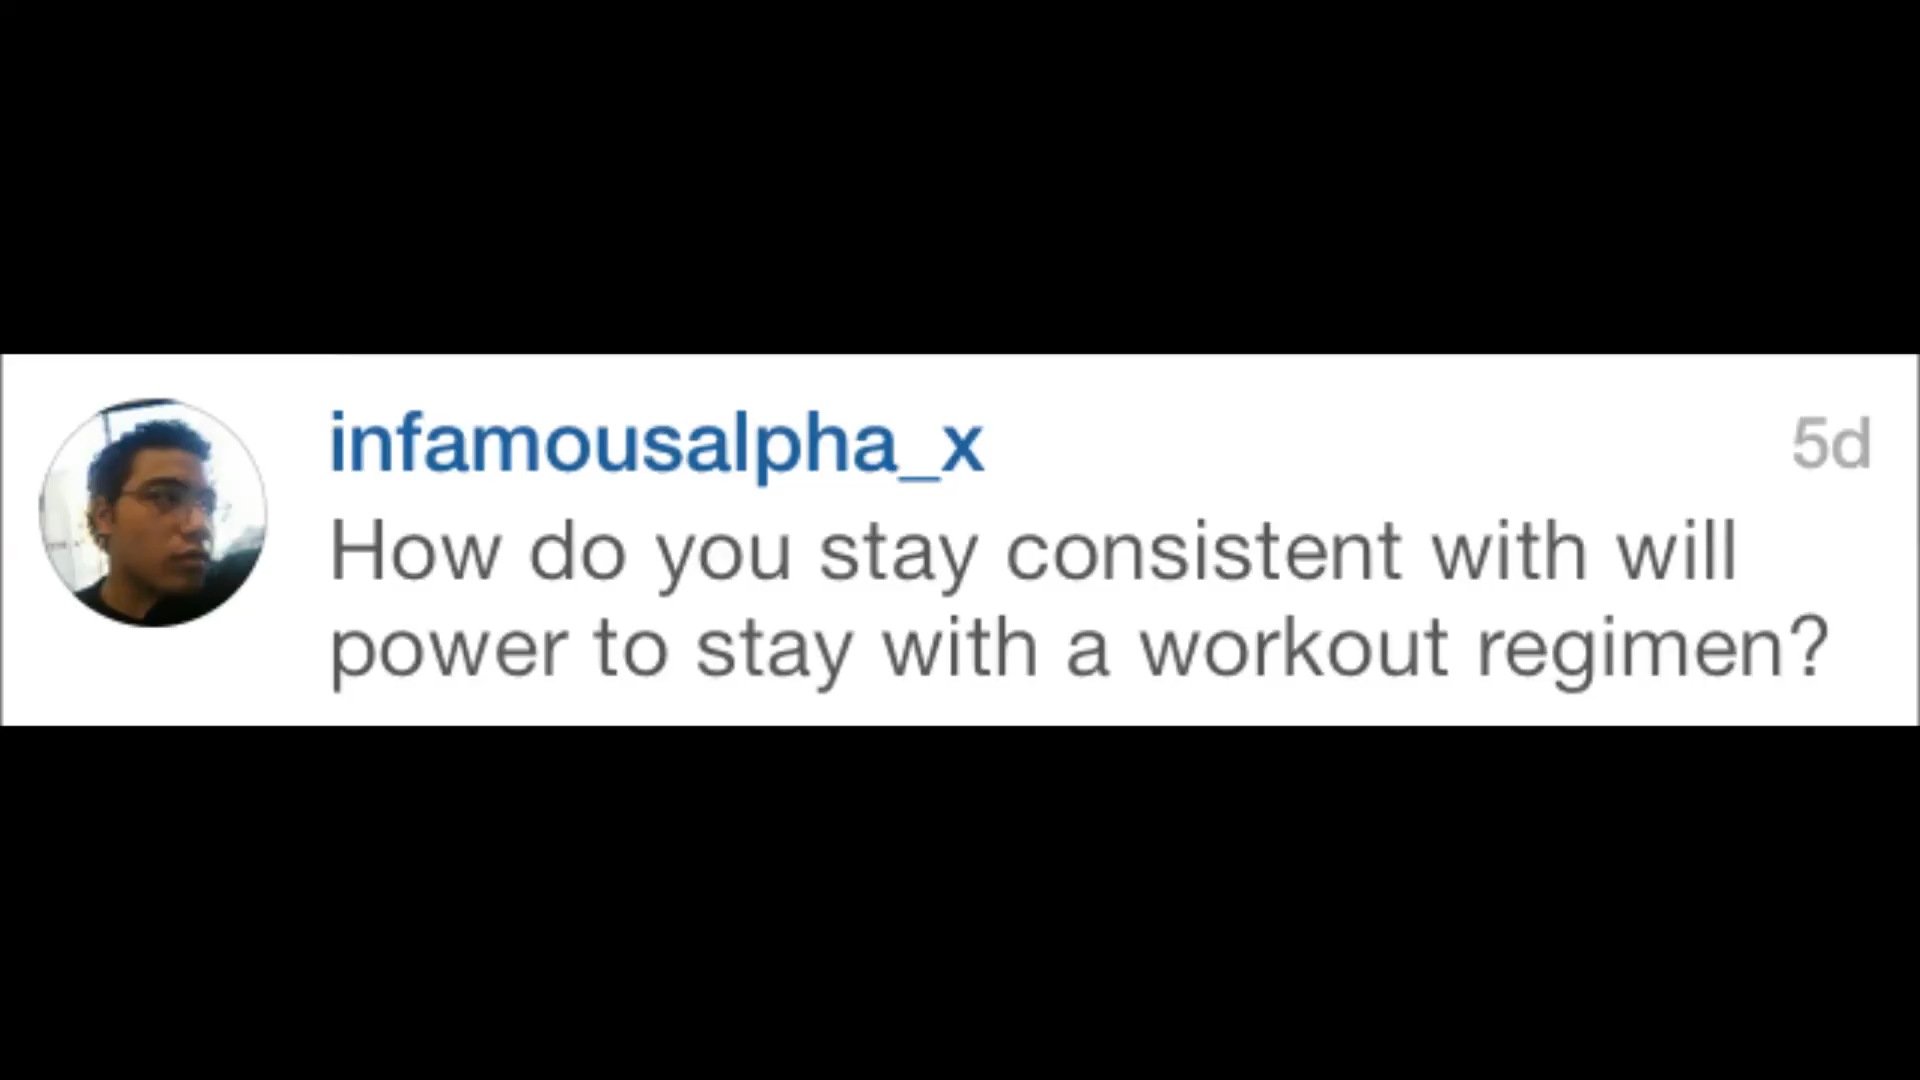 infamousalpha_x 5d
How do you stay consistent with will
power to stay with a workout regimen?